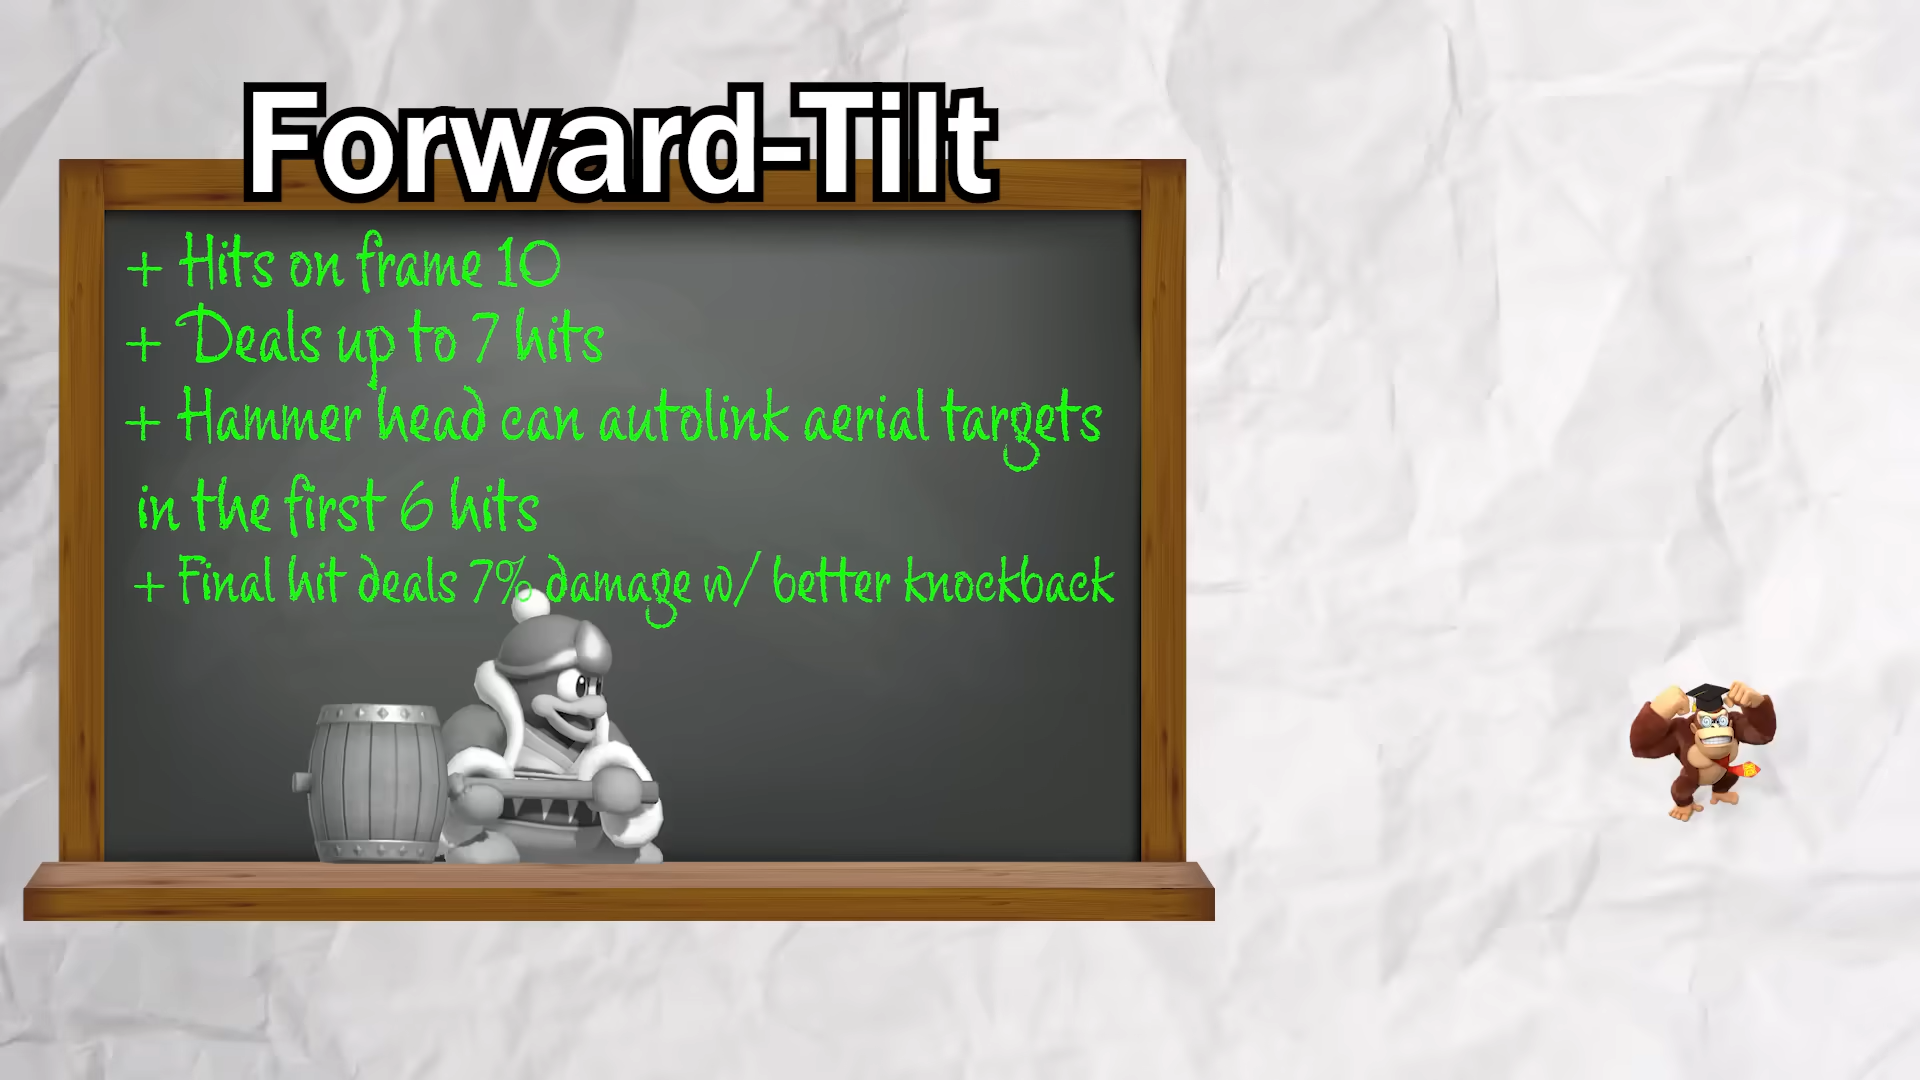 Forward-Tilt
+ Hits on frame 10
+ Deals up to 7 hits
+ Hammer head can autolink aerial targets
in the first 6 hits
+ Final hit deals 7% damage w/ better knockback